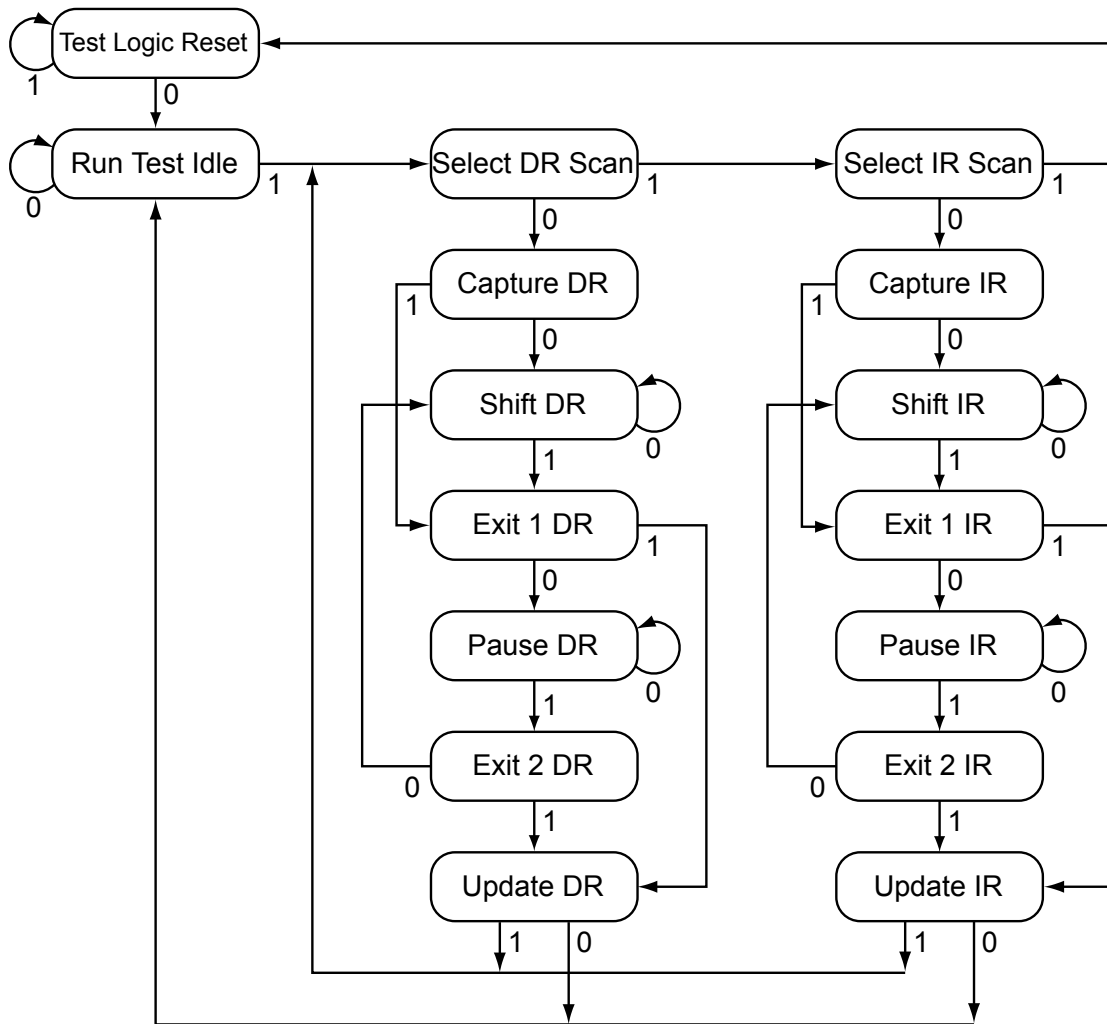 Test Logic Reset
1
0
Run Test Idle
0
1
Select DR Scan
1
0
Select IR Scan
1
0
Capture DR
1
0
Capture IR
1
0
Shift DR
0
1
Shift IR
0
1
Exit 1 DR
1
0
Exit 1 IR
1
0
Pause DR
0
1
Pause IR
0
1
Exit 2 DR
0
1
Exit 2 IR
0
1
Update DR
1
0
Update IR
1
0